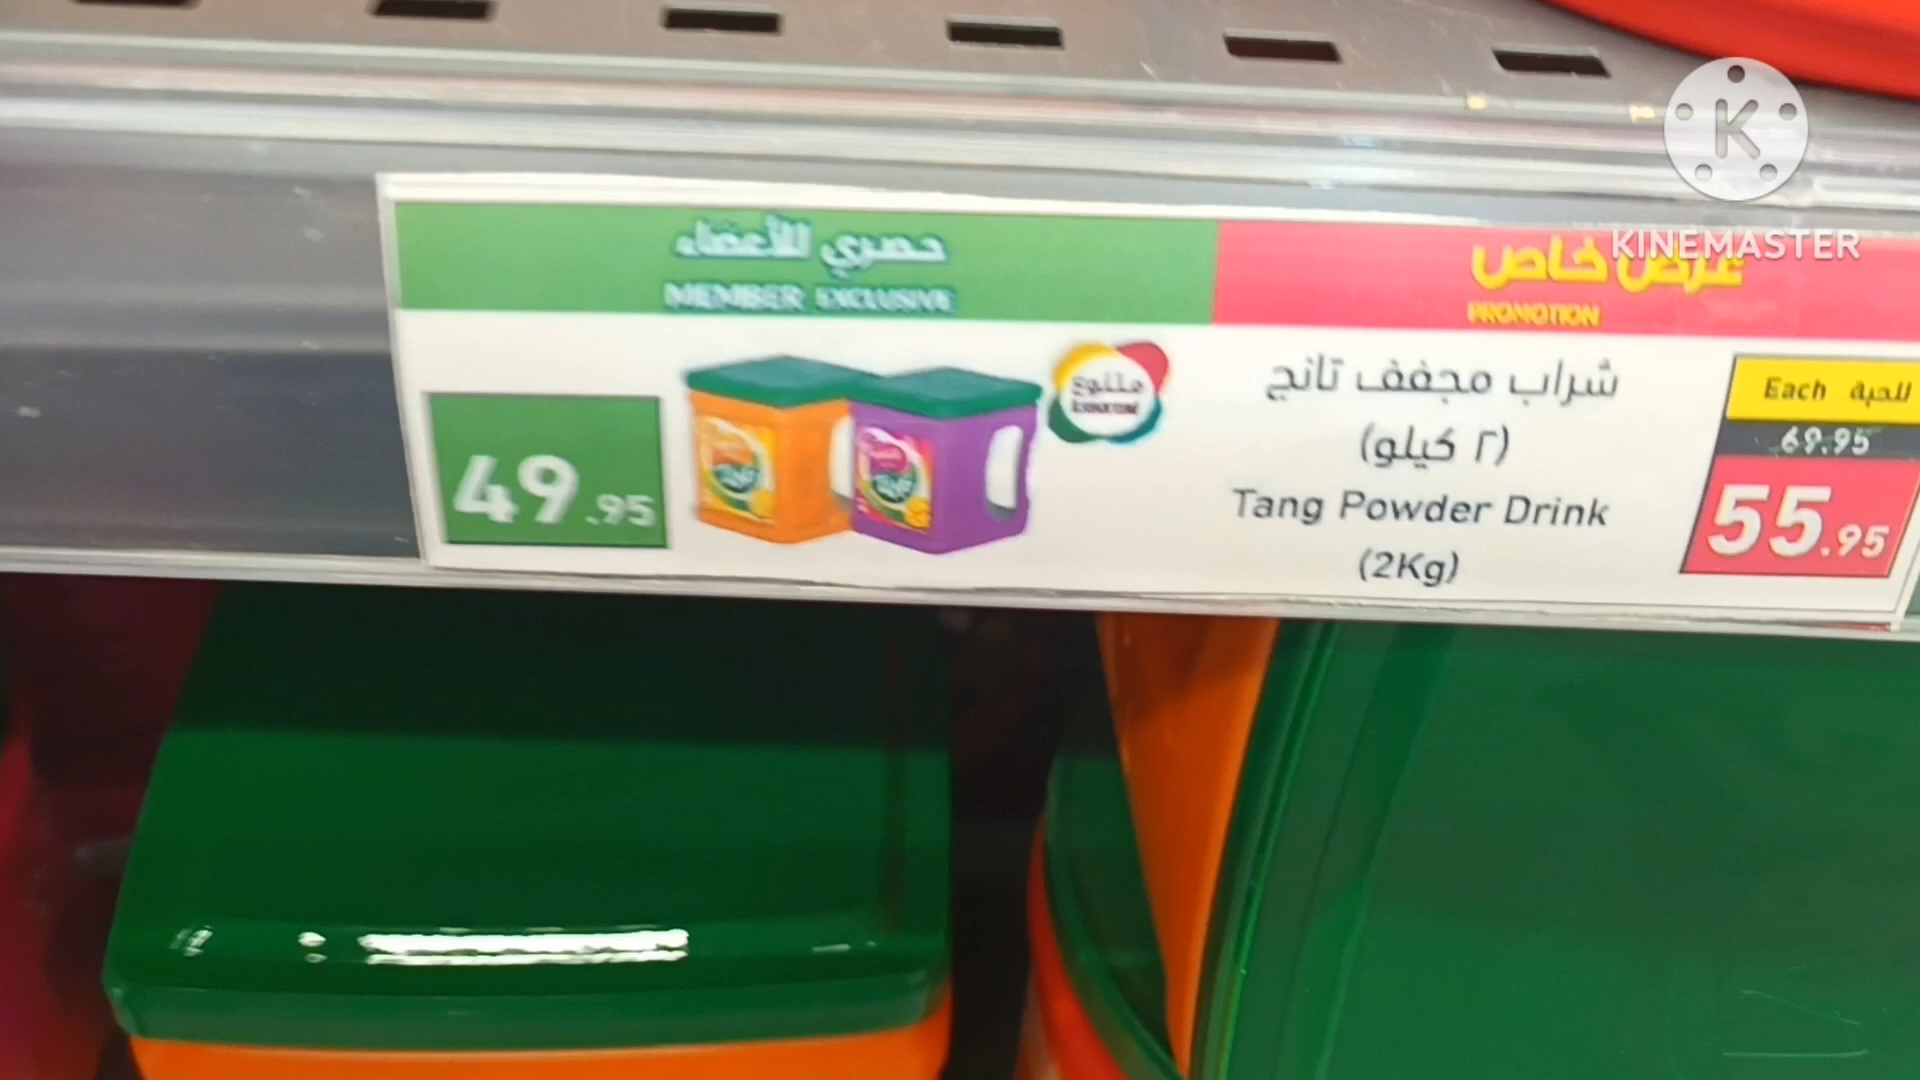 KINEMASTER
حصري للأعضاء
MEMBER EXCLUSIVE
عرض خاص
PROMOTION
49.95
متنوع
شراب مجفف تانج
(٢ كيلو)
Tang Powder Drink
(2Kg)
Each للحبة
69.95
55.95